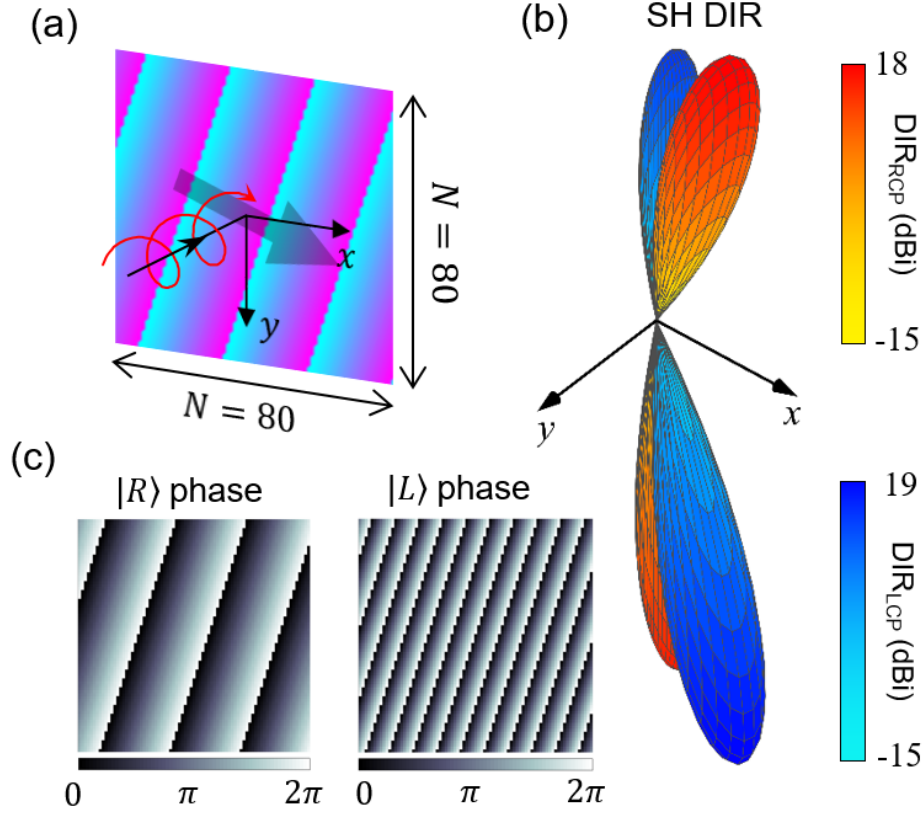 (a)
N = 80
N = 80
x
y
(b)
SH DIR
x
y
18
DIR_RCP (dBi)
-15
19
DIR_LCP (dBi)
-15
(c)
|R⟩ phase
|L⟩ phase
0 π 2π
0 π 2π